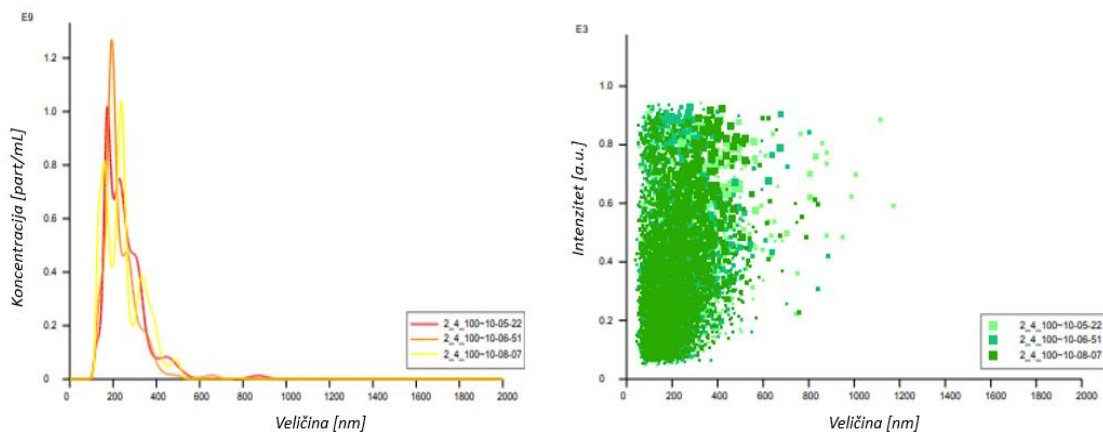 E9
1.2
1.0
0.8
0.6
0.4
0.2
0
Koncentracija [part/mL]
0 200 400 600 800 1000 1200 1400 1600 1800 2000
Veličina [nm]
2_4_100~10-05-22
2_4_100~10-06-51
2_4_100~10-08-07
E3
1.0
0.8
0.6
0.4
0.2
0
Intenzitet [a.u.]
0 200 400 600 800 1000 1200 1400 1600 1800 2000
Veličina [nm]
2_4_100~10-05-22
2_4_100~10-06-51
2_4_100~10-08-07